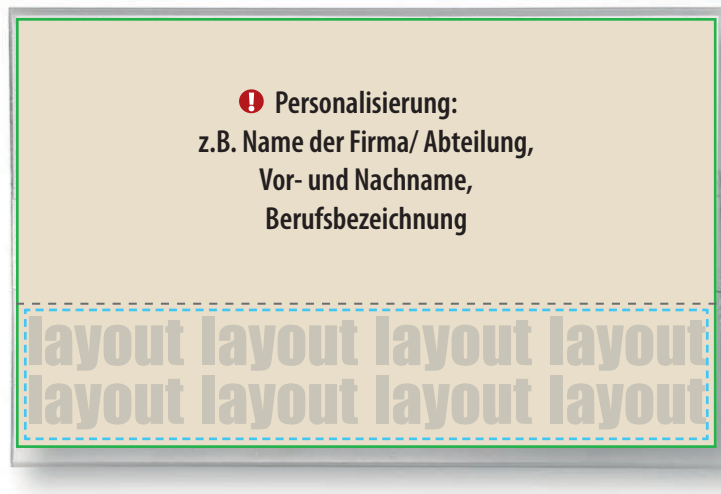 Personalisierung:
z.B. Name der Firma/ Abteilung,
Vor- und Nachname,
Berufsbezeichnung
layout layout layout layout
layout layout layout layout